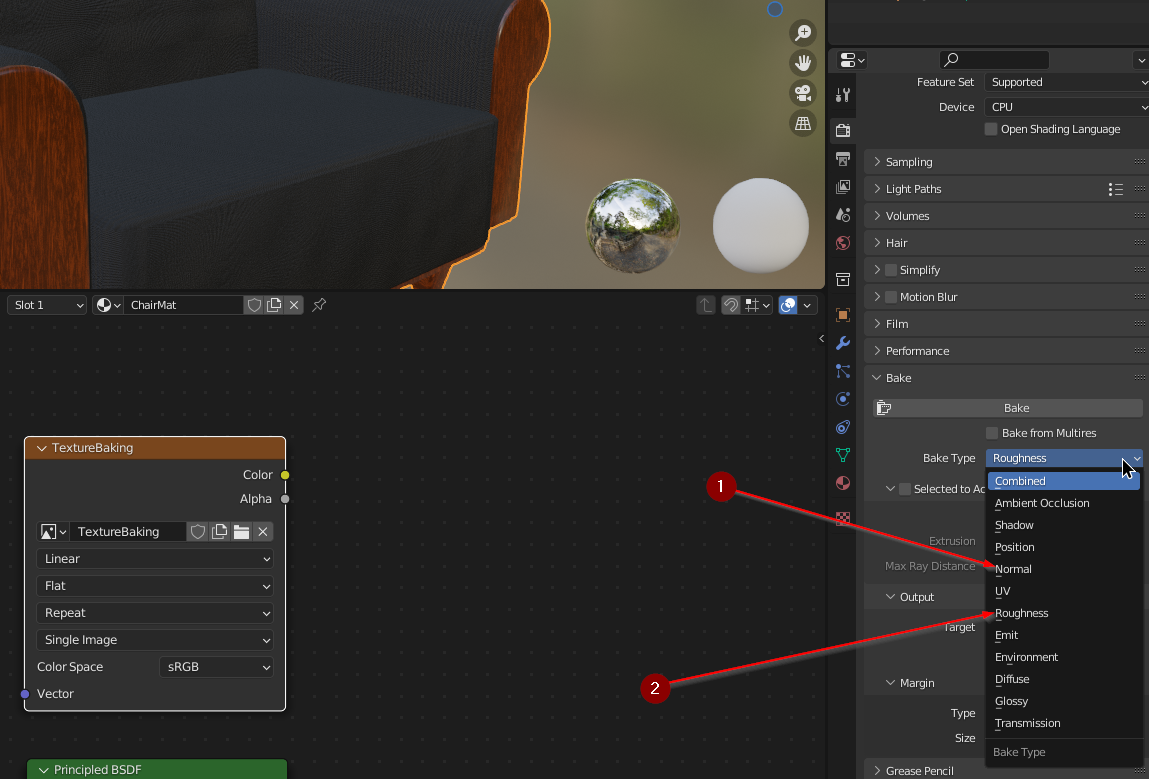 Feature Set Supported
Device CPU
Open Shading Language
Sampling
Light Paths
Volumes
Hair
Simplify
Motion Blur
Film
Performance
Bake
Bake
Bake from Multires
Bake Type Roughness
Selected to Ac
Extrusion
Max Ray Distance
Output
Target
Margin
Type
Size
Grease Pencil
Combined
Ambient Occlusion
Shadow
Position
Normal
UV
Roughness
Emit
Environment
Diffuse
Glossy
Transmission
Bake Type
Slot 1 ChairMat
TextureBaking
Color
Alpha
TextureBaking
Linear
Flat
Repeat
Single Image
Color Space sRGB
Vector
Principled BSDF
1
2